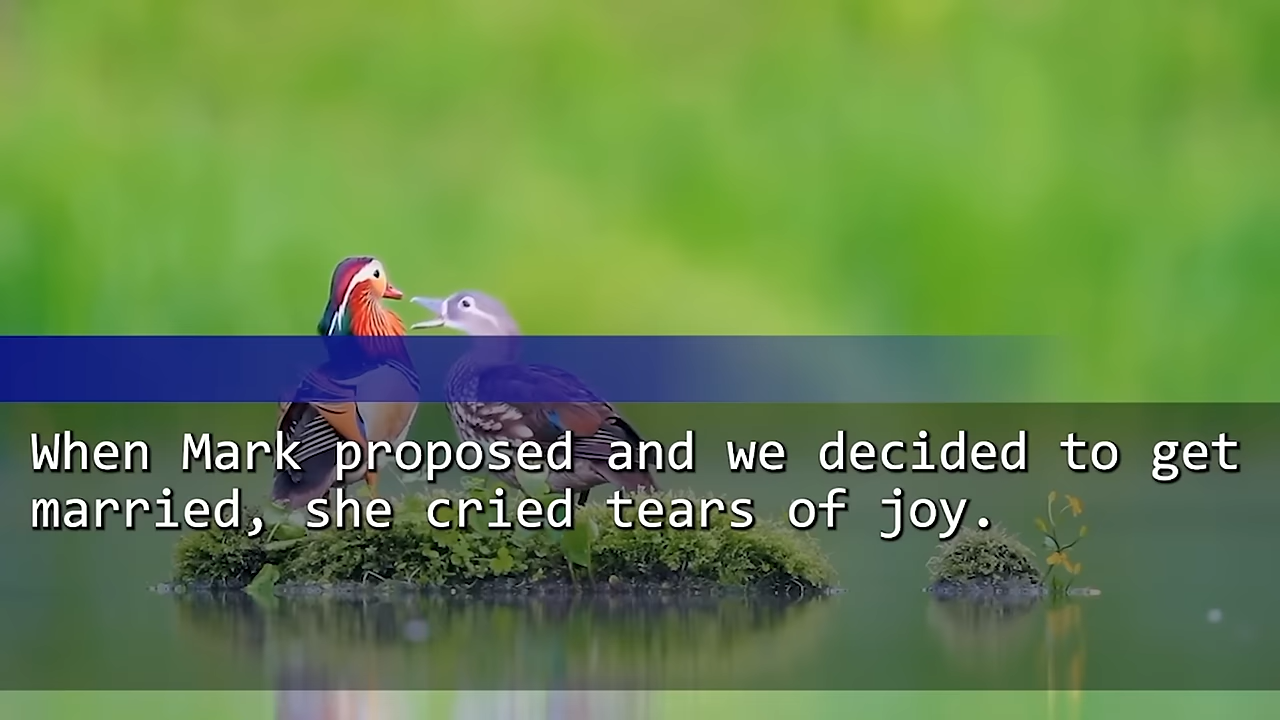 When Mark proposed and we decided to get
married, she cried tears of joy.